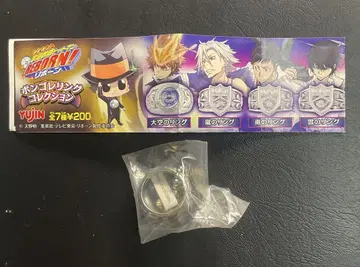 REBORN!
リボーン
ボンゴレリング
コレクション
YUJIN
全7種¥200
大空のリング
嵐のリング
雨のリング
雲のリング